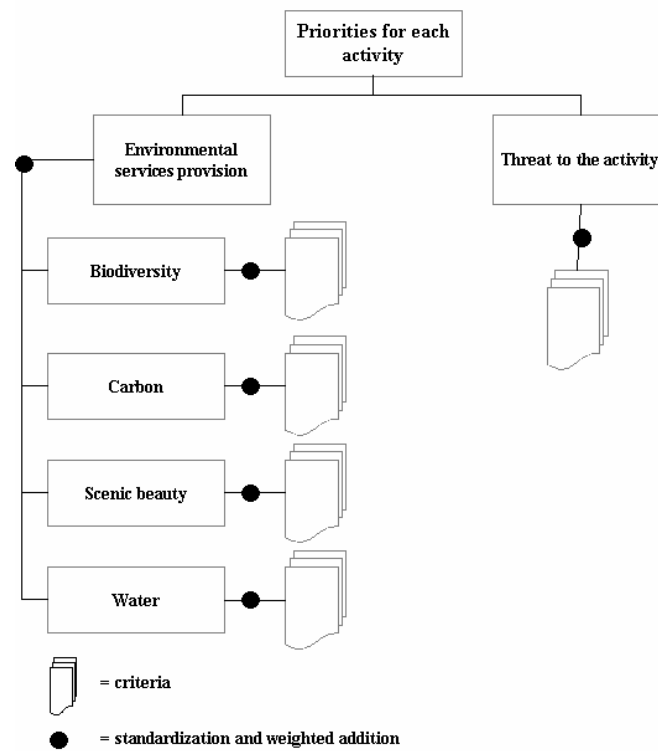 Priorities for each
activity
Environmental
services provision
Threat to the activity
Biodiversity
Carbon
Scenic beauty
Water
= criteria
= standardization and weighted addition